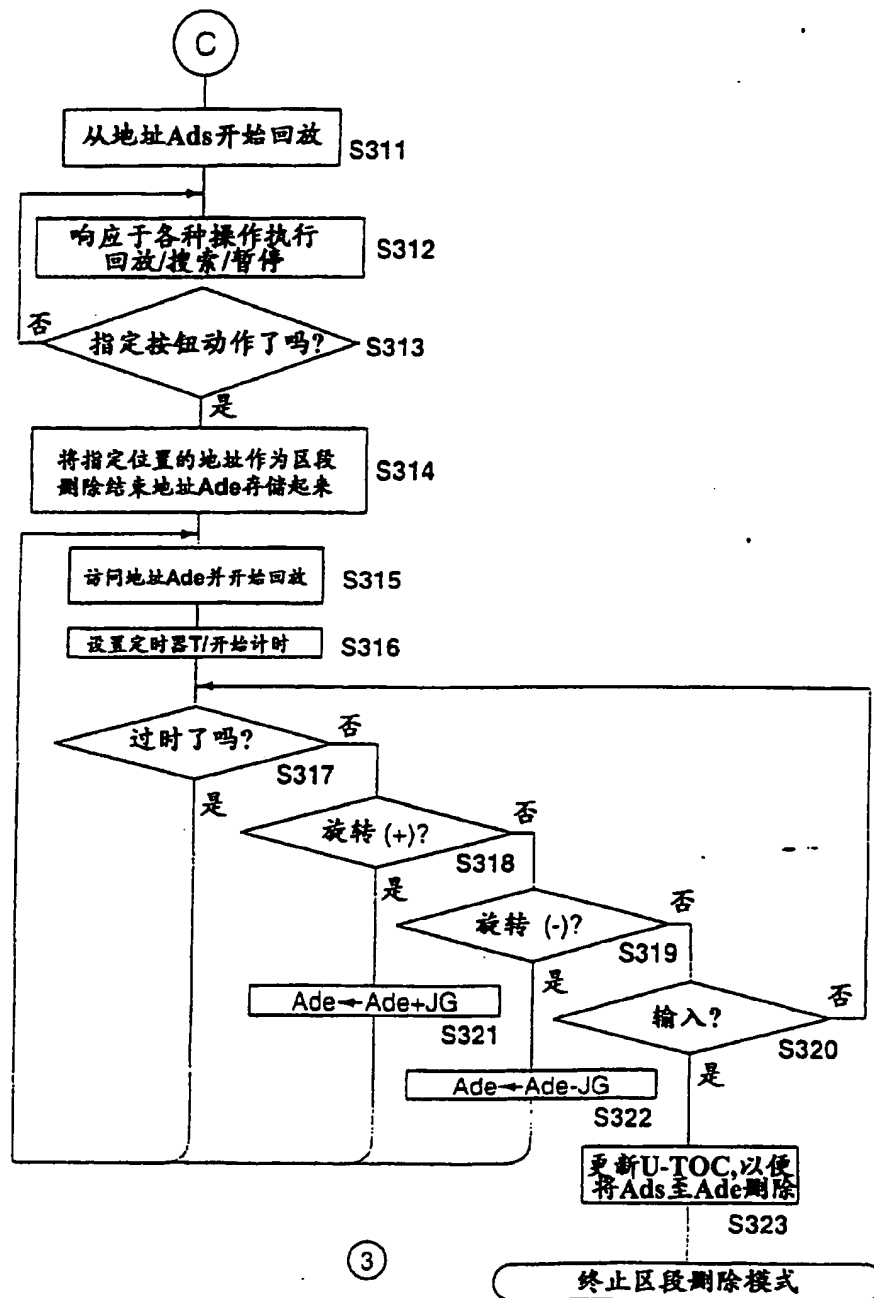 C
从地址Ads开始回放
S311
响应于各种操作执行
回放/搜索/暂停
S312
否
指定按钮动作了吗?
S313
是
将指定位置的地址作为区段
删除结束地址Ade存储起来
S314
访问地址Ade并开始回放
S315
设置定时器T/开始计时
S316
过时了吗?
否
S317
是
旋转 (+)?
否
S318
是
旋转 (-)?
否
S319
是
Ade←Ade+JG
S321
输入?
否
S320
是
Ade←Ade-JG
S322
更新U-TOC,以便
将Ads至Ade删除
S323
③
终止区段删除模式